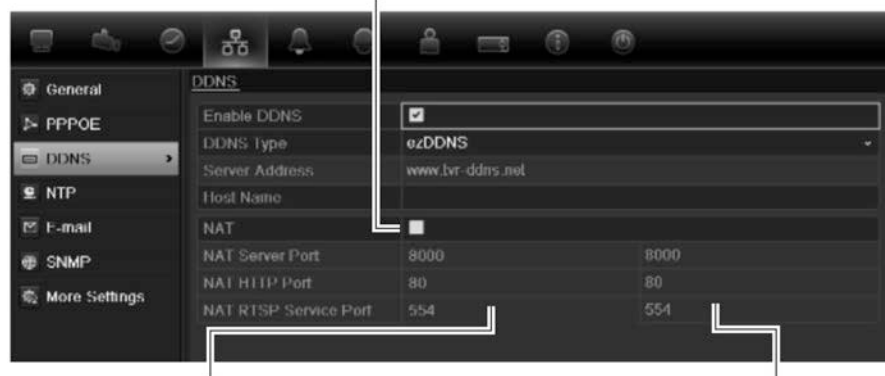 General
PPPOE
DDNS
NTP
E-mail
SNMP
More Settings
DDNS
Enable DDNS
DDNS Type ezDDNS
Server Address www.tvr-ddns.net
Host Name
NAT
NAT Server Port 8000 8000
NAT HTTP Port 80 80
NAT RTSP Service Port 554 554